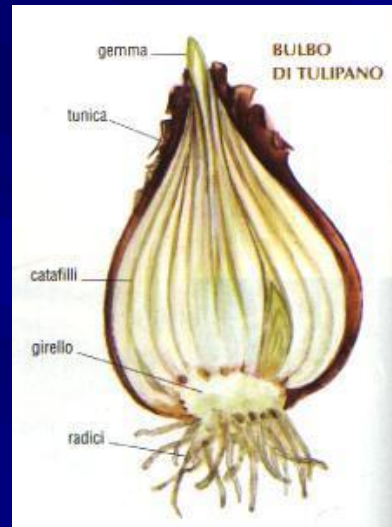 gemma
BULBO
DI TULIPANO
tunica
catafilli
girello
radici